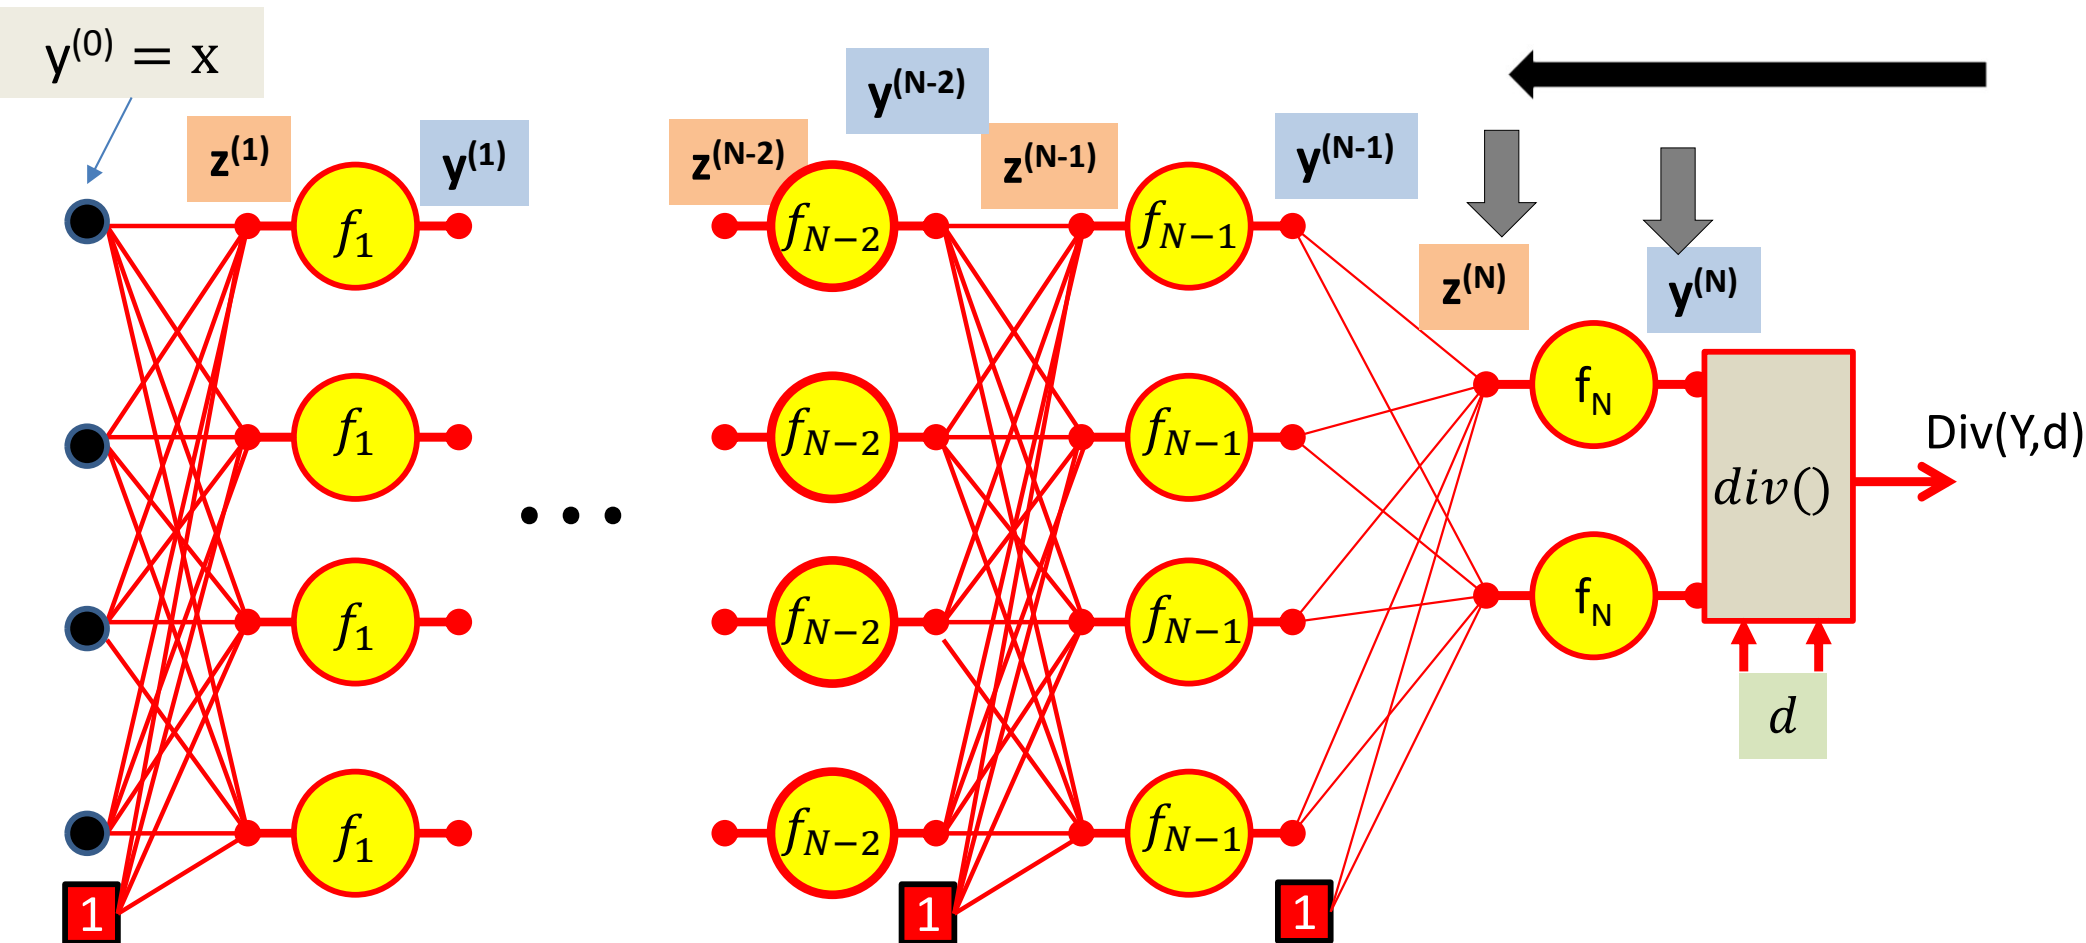 y(0) = x
z(1)
y(1)
z(N-2)
y(N-2)
z(N-1)
y(N-1)
z(N)
y(N)
f1
fN−2
fN−1
f1
fN−2
fN−1
fN
Div(Y,d)
div()
f1
fN−2
fN−1
fN
d
f1
fN−2
fN−1
1
1
1